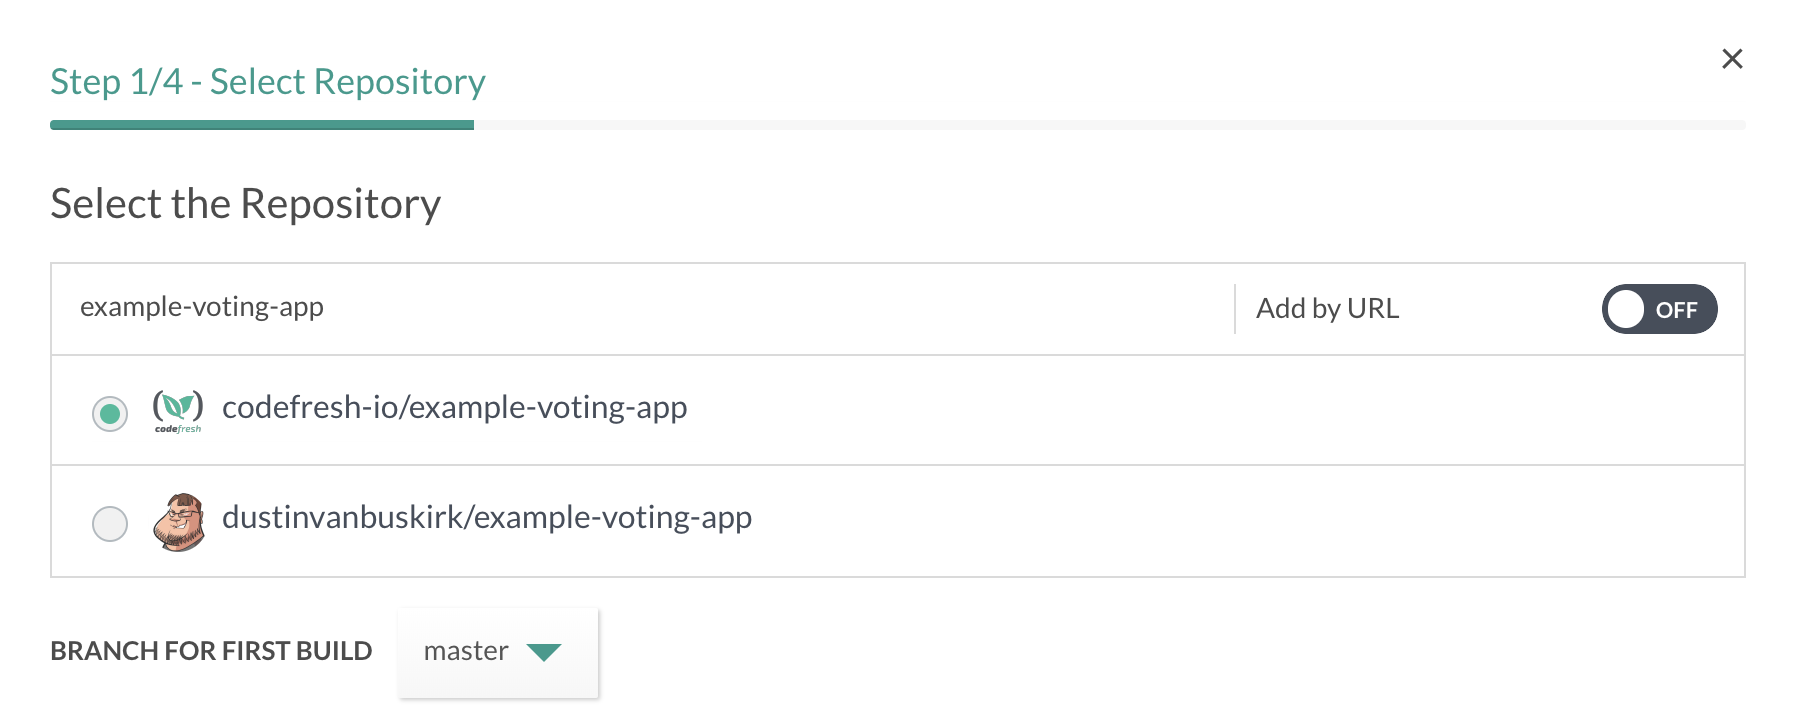 Step 1/4 - Select Repository
Select the Repository
example-voting-app
Add by URL
OFF
codefresh
codefresh-io/example-voting-app
dustinvanbuskirk/example-voting-app
BRANCH FOR FIRST BUILD
master